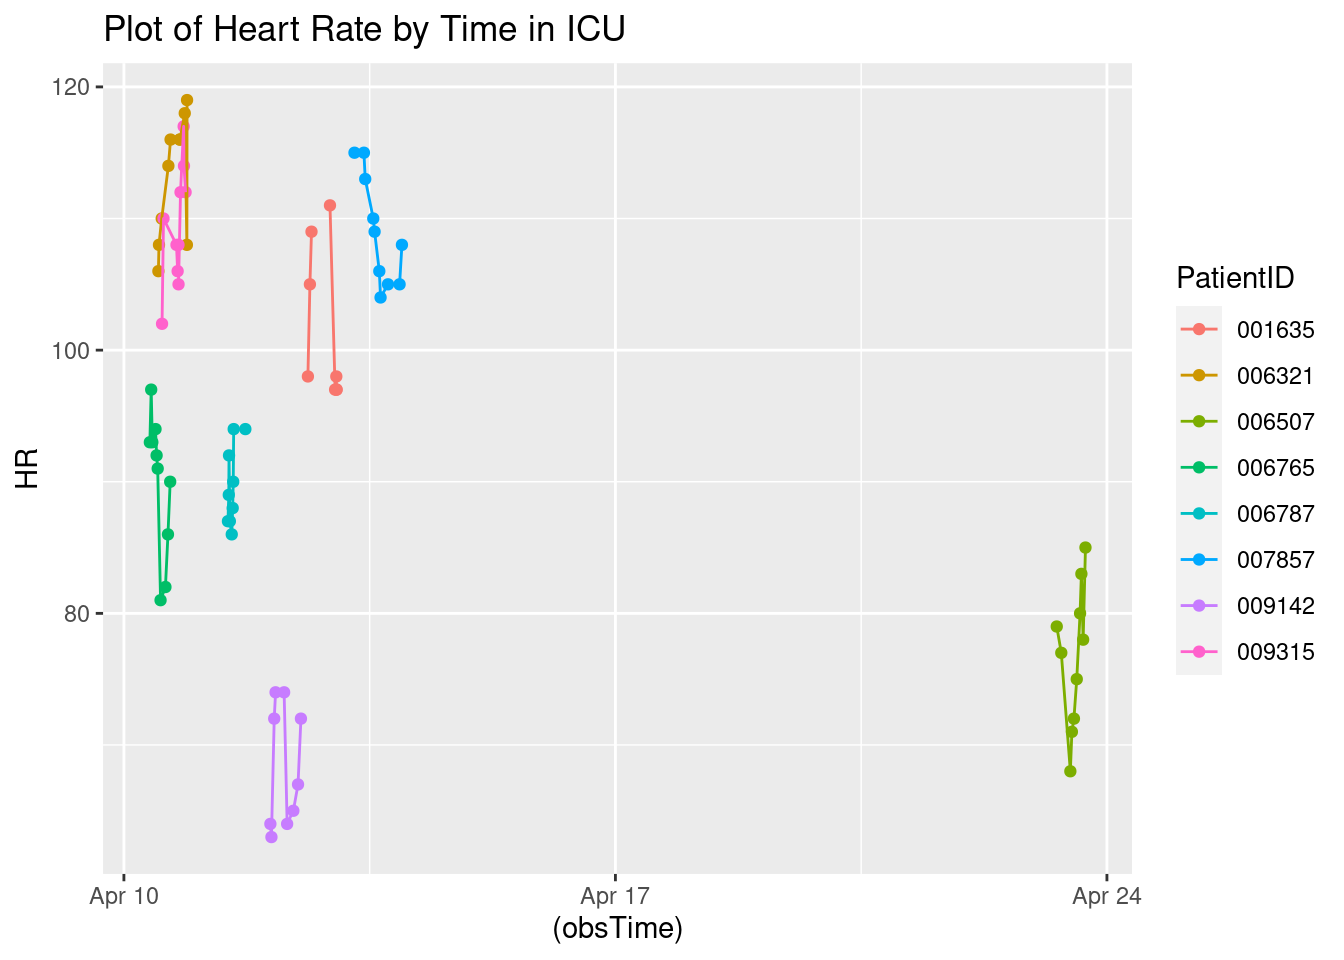 Plot of Heart Rate by Time in ICU
120
100
80
HR
Apr 10
Apr 17
Apr 24
(obsTime)
PatientID
001635
006321
006507
006765
006787
007857
009142
009315